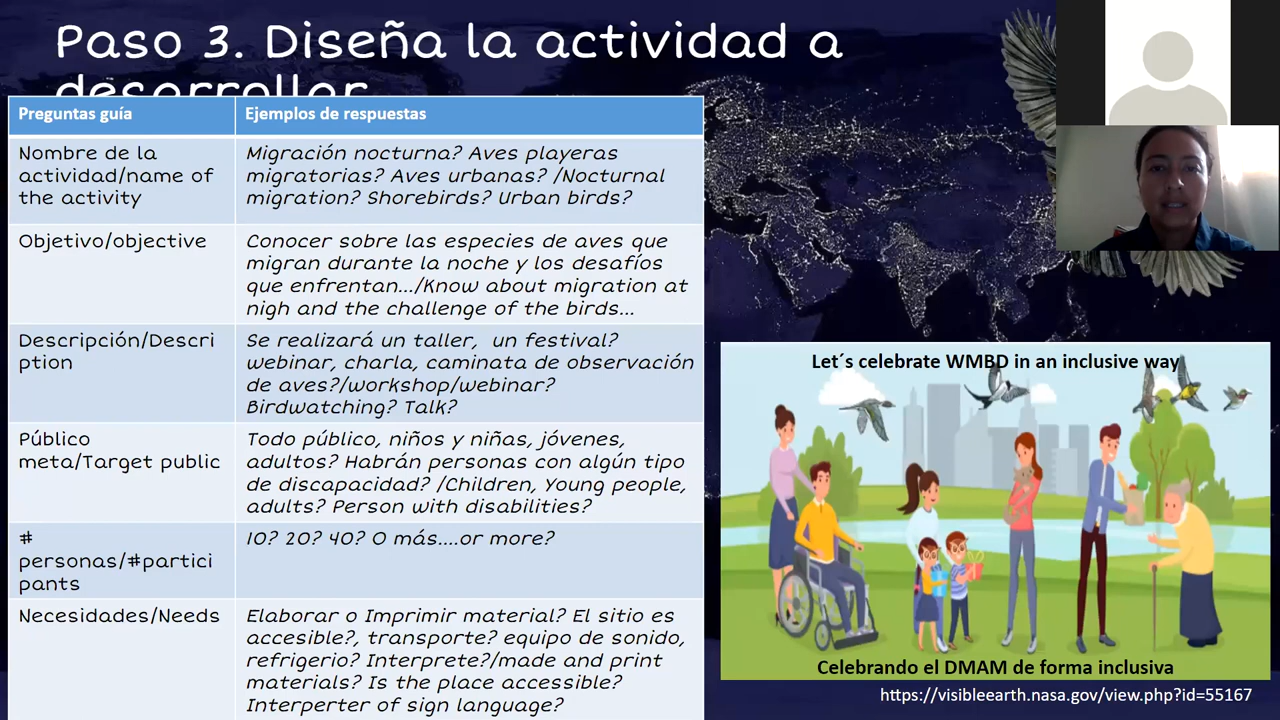 Paso 3. Diseña la actividad a
desarrollar
Preguntas guía
Ejemplos de respuestas
Nombre de la
actividad/name of
the activity
Migración nocturna? Aves playeras
migratorias? Aves urbanas? /Nocturnal
migration? Shorebirds? Urban birds?
Objetivo/objective
Conocer sobre las especies de aves que
migran durante la noche y los desafíos
que enfrentan.../Know about migration at
nigh and the challenge of the birds...
Descripción/Descri
ption
Se realizará un taller, un festival?
webinar, charla, caminata de observación
de aves?/workshop/webinar?
Birdwatching? Talk?
Público
meta/Target public
Todo público, niños y niñas, jóvenes,
adultos? Habrán personas con algún tipo
de discapacidad? /Children, Young people,
adults? Person with disabilities?
#
personas/#partici
pants
10? 20? 40? O más....or more?
Necesidades/Needs
Elaborar o Imprimir material? El sitio es
accesible?, transporte? equipo de sonido,
refrigerio? Interprete?/made and print
materials? Is the place accessible?
Interperter of sign language?
Let´s celebrate WMBD in an inclusive way
Celebrando el DMAM de forma inclusiva
https://visibleearth.nasa.gov/view.php?id=55167